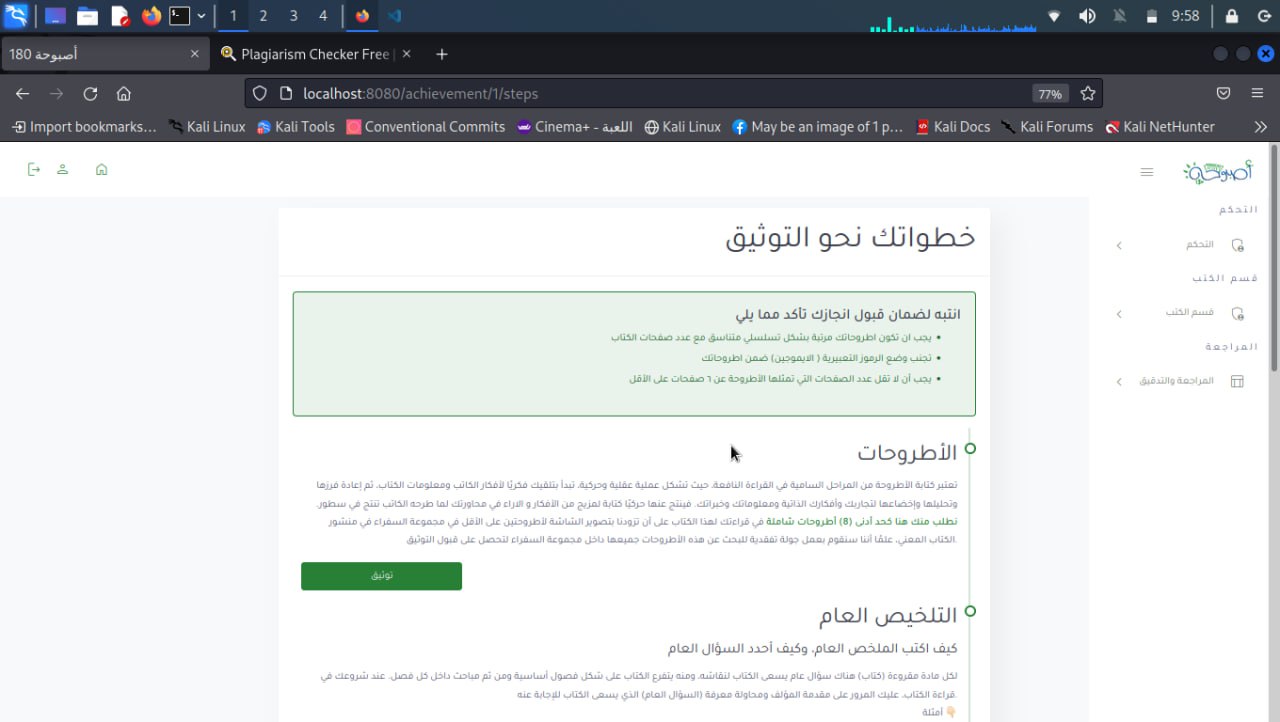 1 2 3 4 9:58
أصبوحة 180
Plagiarism Checker Free |
localhost:8080/achievement/1/steps 77%
Import bookmarks... Kali Linux Kali Tools Conventional Commits Cinema+ - اللعبة Kali Linux May be an image of 1 p... Kali Docs Kali Forums Kali NetHunter
أصبوحة
التحكم
التحكم
قسم الكتب
قسم الكتب
المراجعة
المراجعة والتدقيق
خطواتك نحو التوثيق
انتبه لضمان قبول انجازك تأكد مما يلي
يجب ان تكون اطروحاتك مرتبة بشكل تسلسلي متناسق مع عدد صفحات الكتاب
تجنب وضع الرموز التعبيرية ( الايموجين) ضمن اطروحاتك
يجب أن لا تقل عدد الصفحات التي تمثلها الأطروحة عن ٦ صفحات على الأقل
الأطروحات
تعتبر كتابة الأطروحة من المراحل السامية في القراءة النافعة، حيث تشكل عملية عقلية وحركية، تبدأ بتلقيك فكريًا لأفكار الكاتب ومعلومات الكتاب، ثم إعادة فرزها
وتحليلها وإخضاعها لتجاربك وأفكارك الذاتية ومعلوماتك وخبراتك، فينتج عنها حركيًا كتابة لمزيج من الأفكار و الاراء في محاورتك لما طرحه الكاتب تنتج في سطور.
نطلب منك هنا كحد أدنى (8) أطروحات شاملة في قراءتك لهذا الكتاب على أن تزودنا بتصوير الشاشة لأطروحتين على الأقل في مجموعة السفراء في منشور
.الكتاب المعني، علمًا أننا سنقوم بعمل جولة تفقدية للبحث عن هذه الأطروحات جميعها داخل مجموعة السفراء لتحصل على قبول التوثيق
توثيق
التلخيص العام
كيف اكتب الملخص العام، وكيف أحدد السؤال العام
لكل مادة مقروءة (كتاب) هناك سؤال عام يسعى الكتاب لنقاشه، ومنه يتفرع الكتاب على شكل فصول أساسية ومن ثم مباحث داخل كل فصل. عند شروعك في
.قراءة الكتاب، عليك المرور على مقدمة المؤلف ومحاولة معرفة (السؤال العام) الذي يسعى الكتاب للإجابة عنه
👇🏻 أمثلة